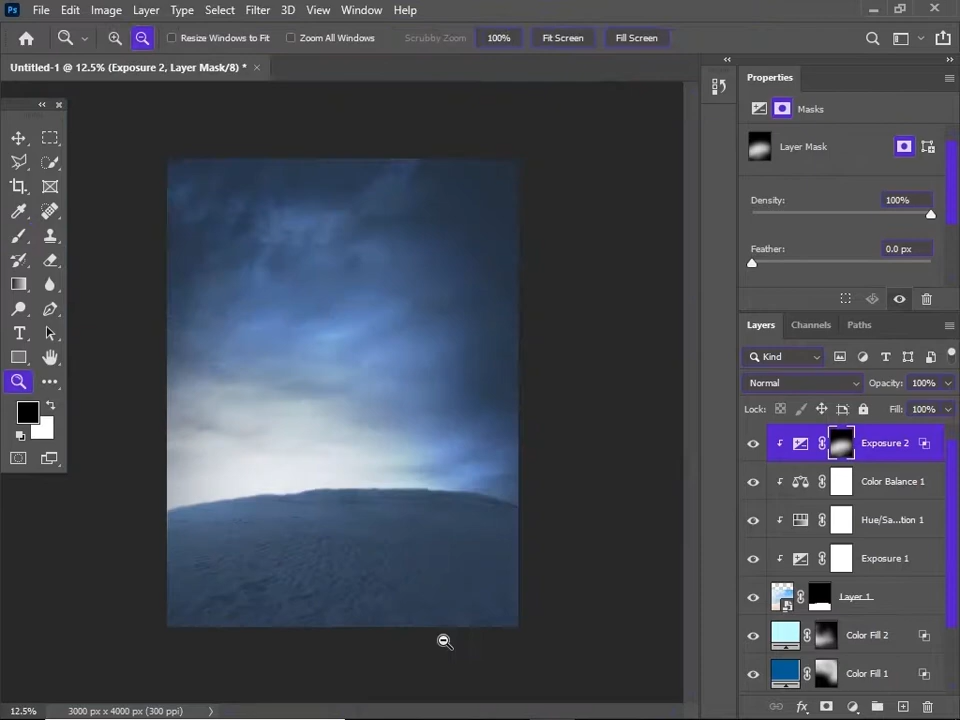 Ps File Edit Image Layer Type Select Filter 3D View Window Help
Resize Windows to Fit Zoom All Windows Scrubby Zoom 100% Fit Screen Fill Screen
Untitled-1 @ 12.5% (Exposure 2, Layer Mask/8) *
Properties
Masks
Layer Mask
Density: 100%
Feather: 0.0 px
Layers Channels Paths
Kind
Normal Opacity: 100%
Lock: Fill: 100%
Exposure 2
Color Balance 1
Hue/Sa...tion 1
Exposure 1
Layer 1
Color Fill 2
Color Fill 1
12.5% 3000 px x 4000 px (300 ppi)